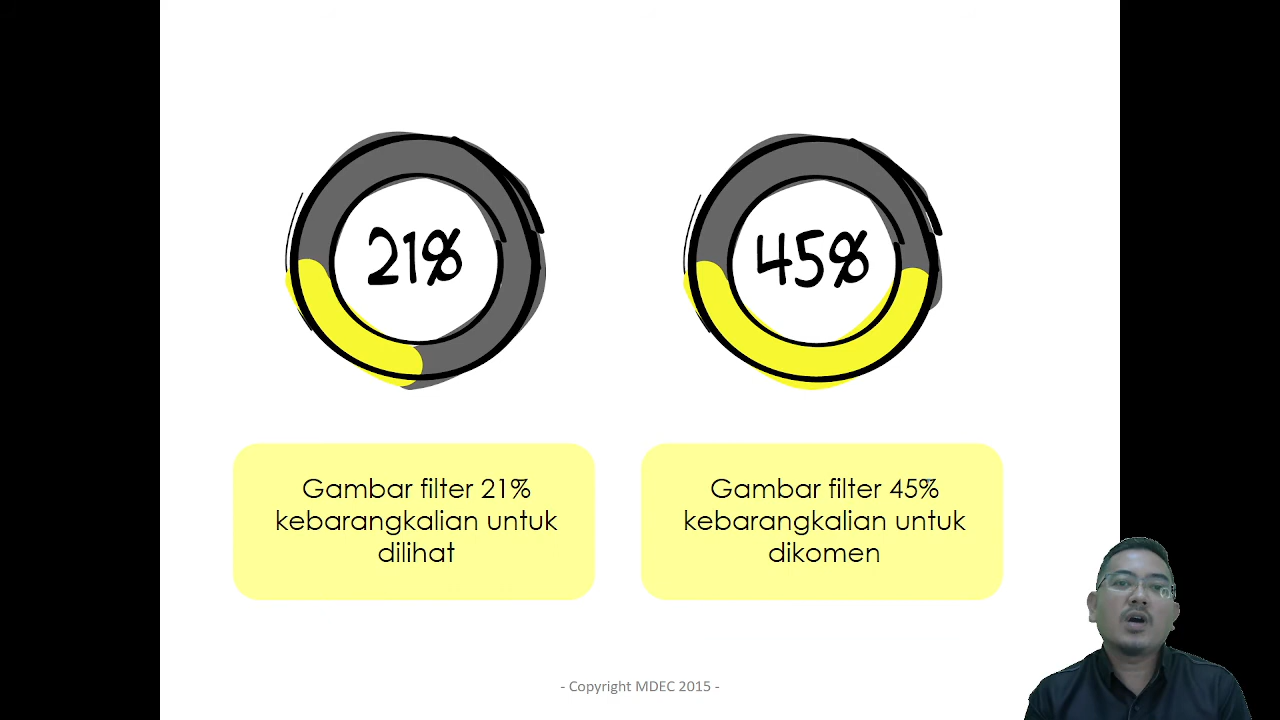 21%
45%
Gambar filter 21%
kebarangkalian untuk
dilihat
Gambar filter 45%
kebarangkalian untuk
dikomen
- Copyright MDEC 2015 -